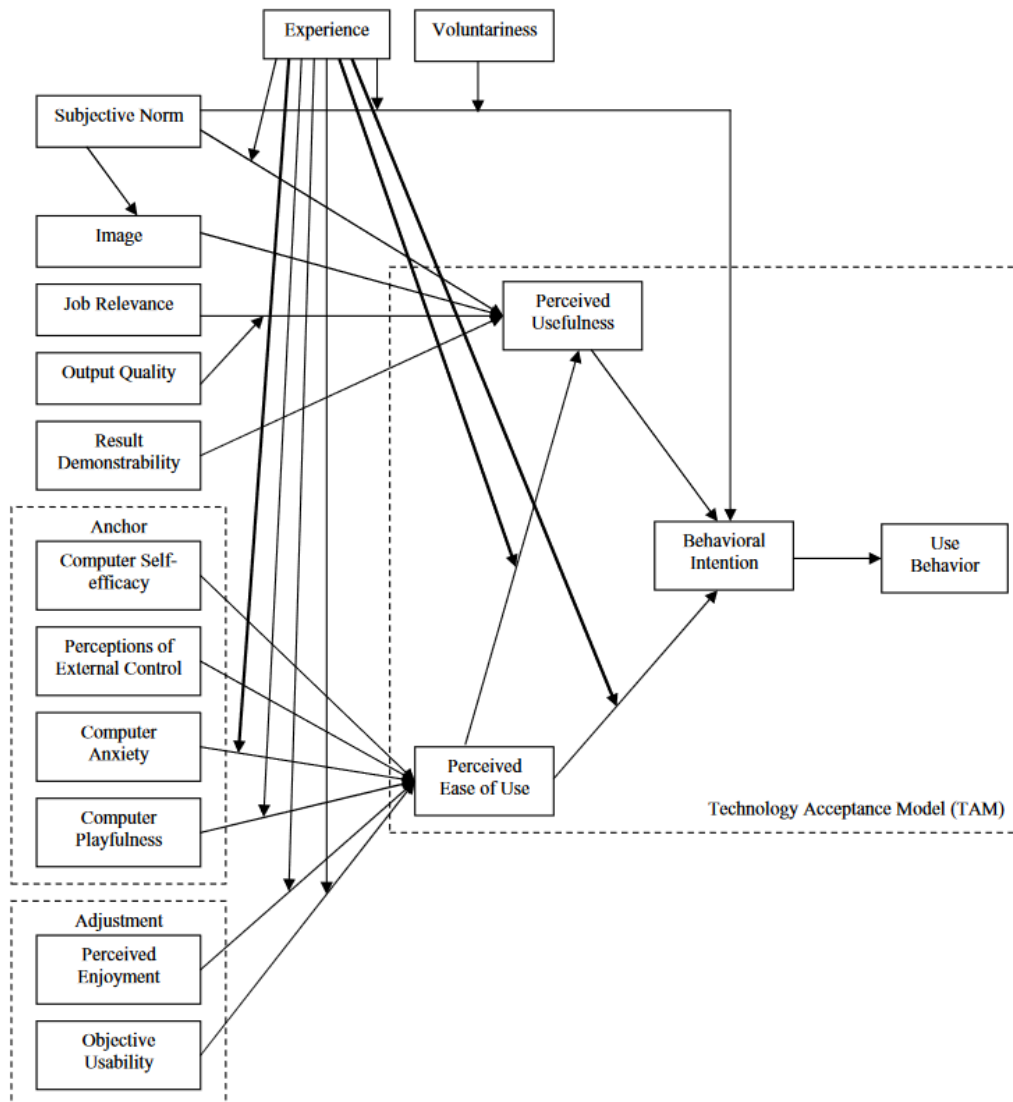 Experience
Voluntariness
Subjective Norm
Image
Job Relevance
Perceived
Usefulness
Output Quality
Result
Demonstrability
Anchor
Computer Self-
efficacy
Behavioral
Intention
Use
Behavior
Perceptions of
External Control
Computer
Anxiety
Perceived
Ease of Use
Computer
Playfulness
Technology Acceptance Model (TAM)
Adjustment
Perceived
Enjoyment
Objective
Usability